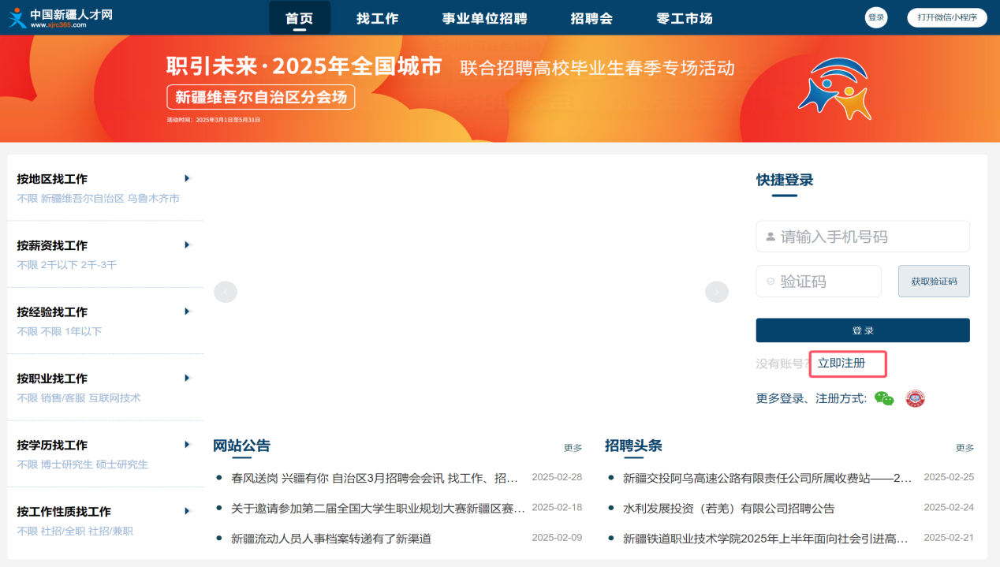 中国新疆人才网
www.xjrc365.com
首页 找工作 事业单位招聘 招聘会 零工市场 登录 打开微信小程序
职引未来·2025年全国城市 联合招聘高校毕业生春季专场活动
新疆维吾尔自治区分会场
活动时间：2025年3月1日至5月31日
按地区找工作
不限 新疆维吾尔自治区 乌鲁木齐市
按薪资找工作
不限 2千以下 2千-3千
按经验找工作
不限 不限 1年以下
按职业找工作
不限 销售/客服 互联网技术
按学历找工作
不限 博士研究生 硕士研究生
按工作性质找工作
不限 社招/全职 社招/兼职
快捷登录
请输入手机号码
验证码 获取验证码
登 录
没有账号? 立即注册
更多登录、注册方式:
网站公告 更多
春风送岗 兴疆有你 自治区3月招聘会会讯 找工作、招... 2025-02-28
关于邀请参加第二届全国大学生职业规划大赛新疆区赛... 2025-02-18
新疆流动人员人事档案转递有了新渠道 2025-02-09
招聘头条 更多
新疆交投阿乌高速公路有限责任公司所属收费站——2... 2025-02-25
水利发展投资（若羌）有限公司招聘公告 2025-02-24
新疆铁道职业技术学院2025年上半年面向社会引进高... 2025-02-21